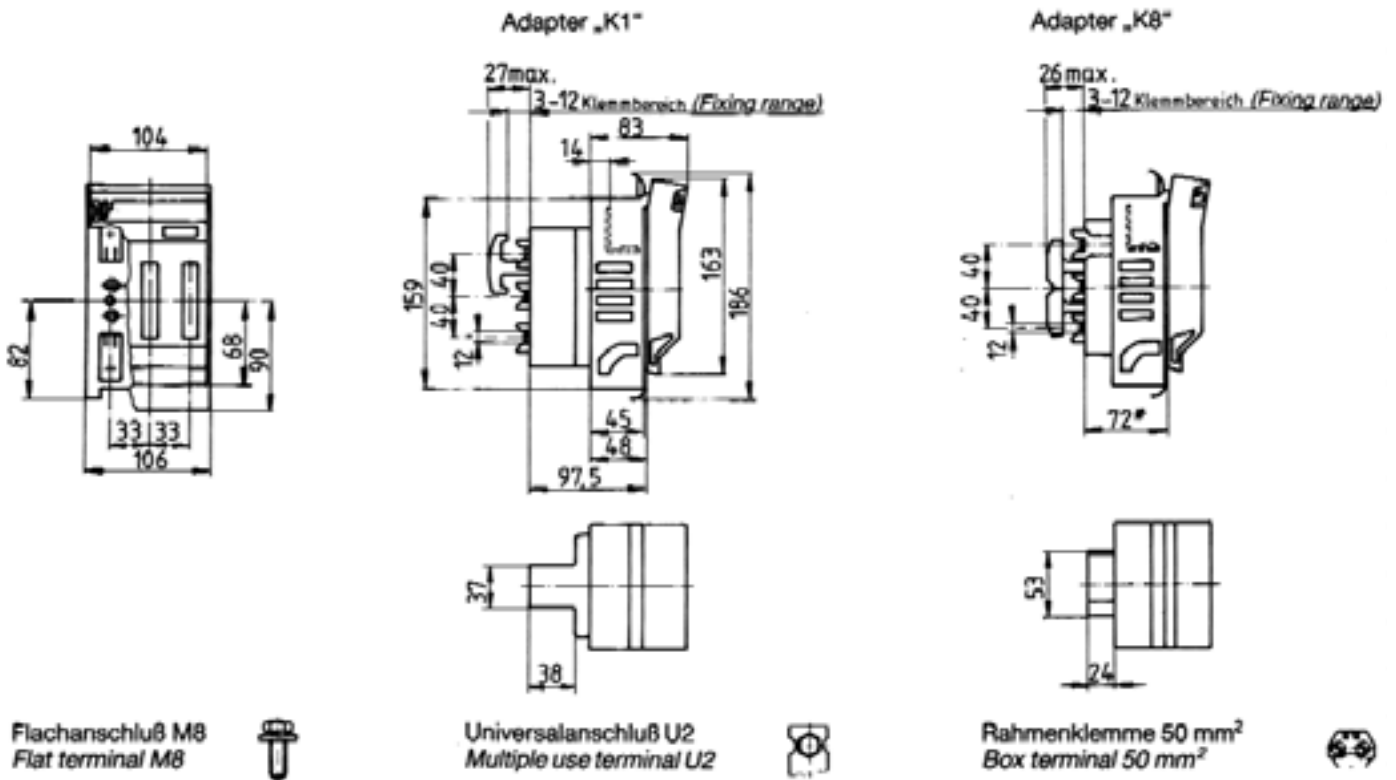 Adapter „K1“
Adapter „K8“
27max.
3-12 Klemmbereich (Fixing range)
83
14
26max.
3-12 Klemmbereich (Fixing range)
104
82
68
90
33
33
106
159
40
40
12
163
186
45
48
97,5
40
40
12
72*
37
38
53
24
Flachanschluß M8
Flat terminal M8
Universalanschluß U2
Multiple use terminal U2
Rahmenklemme 50 mm²
Box terminal 50 mm²